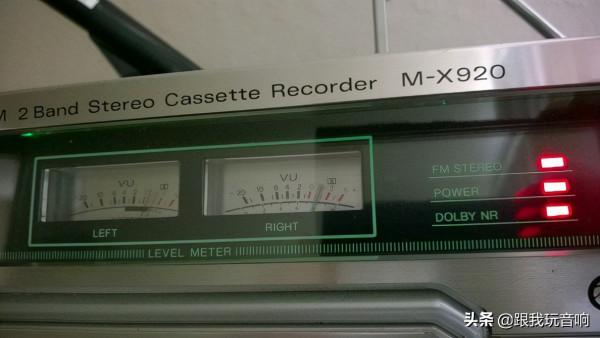 M 2 Band Stereo Cassette Recorder M-X920
VU
VU
FM STEREO
POWER
DOLBY NR
LEFT
RIGHT
LEVEL METER
头条 @跟我玩音响